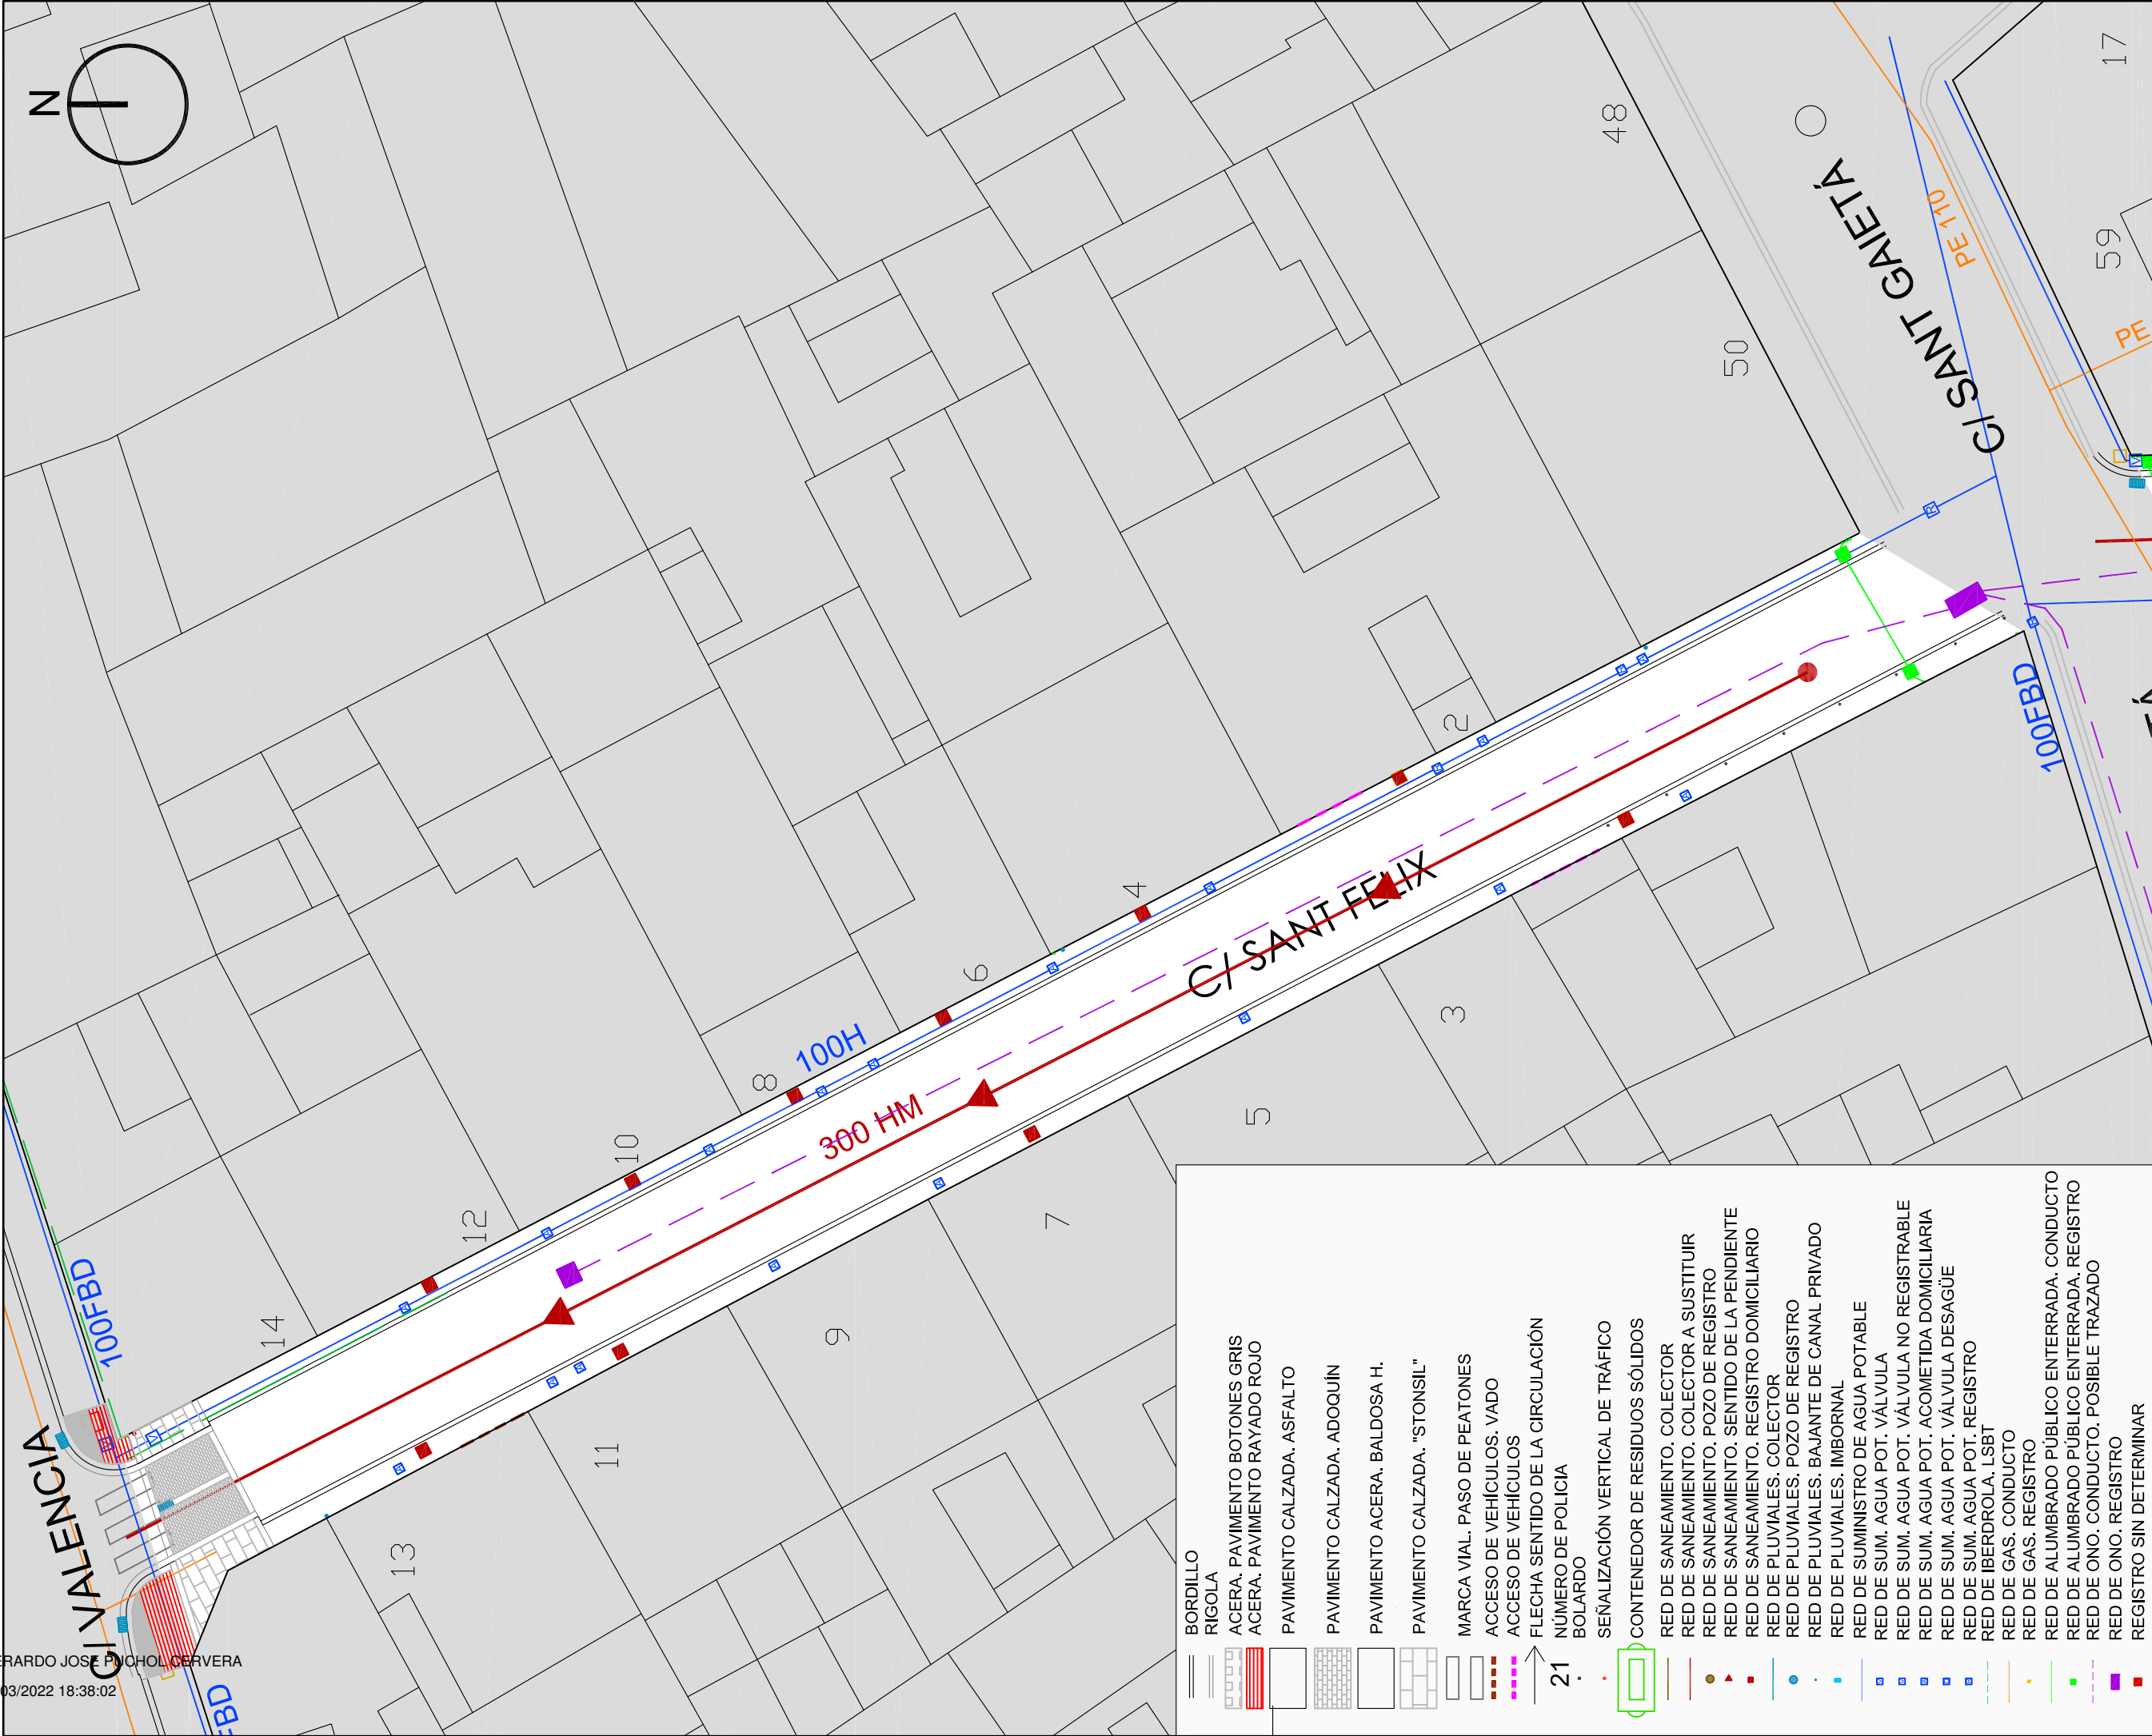 N
17
48
C/ SANT GAIETÁ
PE 110
59
PE
50
2
100FBD
4
C/ SANT FELIX
6
3
100H
8
300 HM
5
10
7
12
100FBD
14
9
11
C/ VALENCIA
13
ERARDO JOSE PUCHOL CERVERA
03/2022 18:38:02
FBD
BORDILLO
RIGOLA
ACERA. PAVIMENTO BOTONES GRIS
ACERA. PAVIMENTO RAYADO ROJO
PAVIMENTO CALZADA. ASFALTO
PAVIMENTO CALZADA. ADOQUÍN
PAVIMENTO ACERA. BALDOSA H.
PAVIMENTO CALZADA. "STONSIL"
MARCA VIAL. PASO DE PEATONES
ACCESO DE VEHÍCULOS. VADO
ACCESO DE VEHÍCULOS
FLECHA SENTIDO DE LA CIRCULACIÓN
21 NÚMERO DE POLICIA
BOLARDO
SEÑALIZACIÓN VERTICAL DE TRÁFICO
CONTENEDOR DE RESIDUOS SÓLIDOS
RED DE SANEAMIENTO. COLECTOR
RED DE SANEAMIENTO. COLECTOR A SUSTITUIR
RED DE SANEAMIENTO. POZO DE REGISTRO
RED DE SANEAMIENTO. SENTIDO DE LA PENDIENTE
RED DE SANEAMIENTO. REGISTRO DOMICILIARIO
RED DE PLUVIALES. COLECTOR
RED DE PLUVIALES. POZO DE REGISTRO
RED DE PLUVIALES. BAJANTE DE CANAL PRIVADO
RED DE PLUVIALES. IMBORNAL
RED DE SUMINISTRO DE AGUA POTABLE
RED DE SUM. AGUA POT. VÁLVULA
RED DE SUM. AGUA POT. VÁLVULA NO REGISTRABLE
RED DE SUM. AGUA POT. ACOMETIDA DOMICILIARIA
RED DE SUM. AGUA POT. VÁLVULA DESAGÜE
RED DE SUM. AGUA POT. REGISTRO
RED DE IBERDROLA. LSBT
RED DE GAS. CONDUCTO
RED DE GAS. REGISTRO
RED DE ALUMBRADO PÚBLICO ENTERRADA. CONDUCTO
RED DE ALUMBRADO PÚBLICO ENTERRADA. REGISTRO
RED DE ONO. CONDUCTO. POSIBLE TRAZADO
RED DE ONO. REGISTRO
REGISTRO SIN DETERMINAR